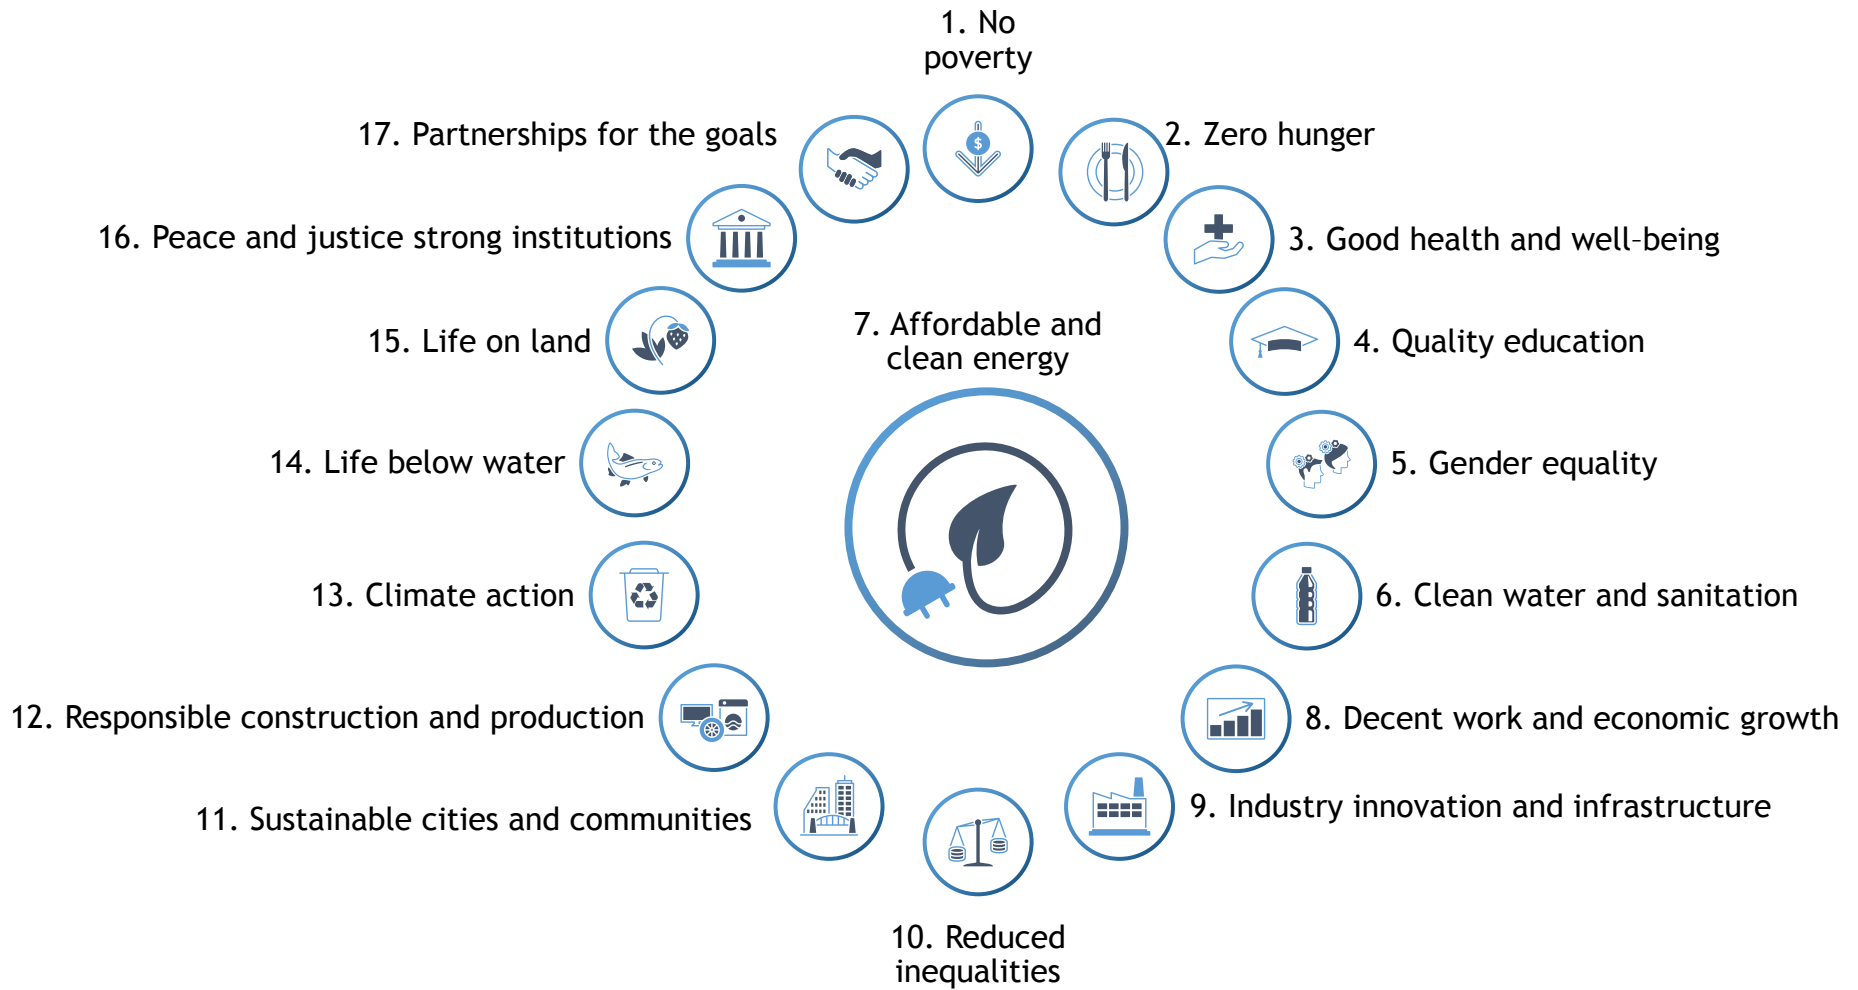 1. No
poverty
17. Partnerships for the goals
2. Zero hunger
16. Peace and justice strong institutions
3. Good health and well-being
7. Affordable and
clean energy
15. Life on land
4. Quality education
14. Life below water
5. Gender equality
13. Climate action
6. Clean water and sanitation
12. Responsible construction and production
8. Decent work and economic growth
11. Sustainable cities and communities
9. Industry innovation and infrastructure
10. Reduced
inequalities
$